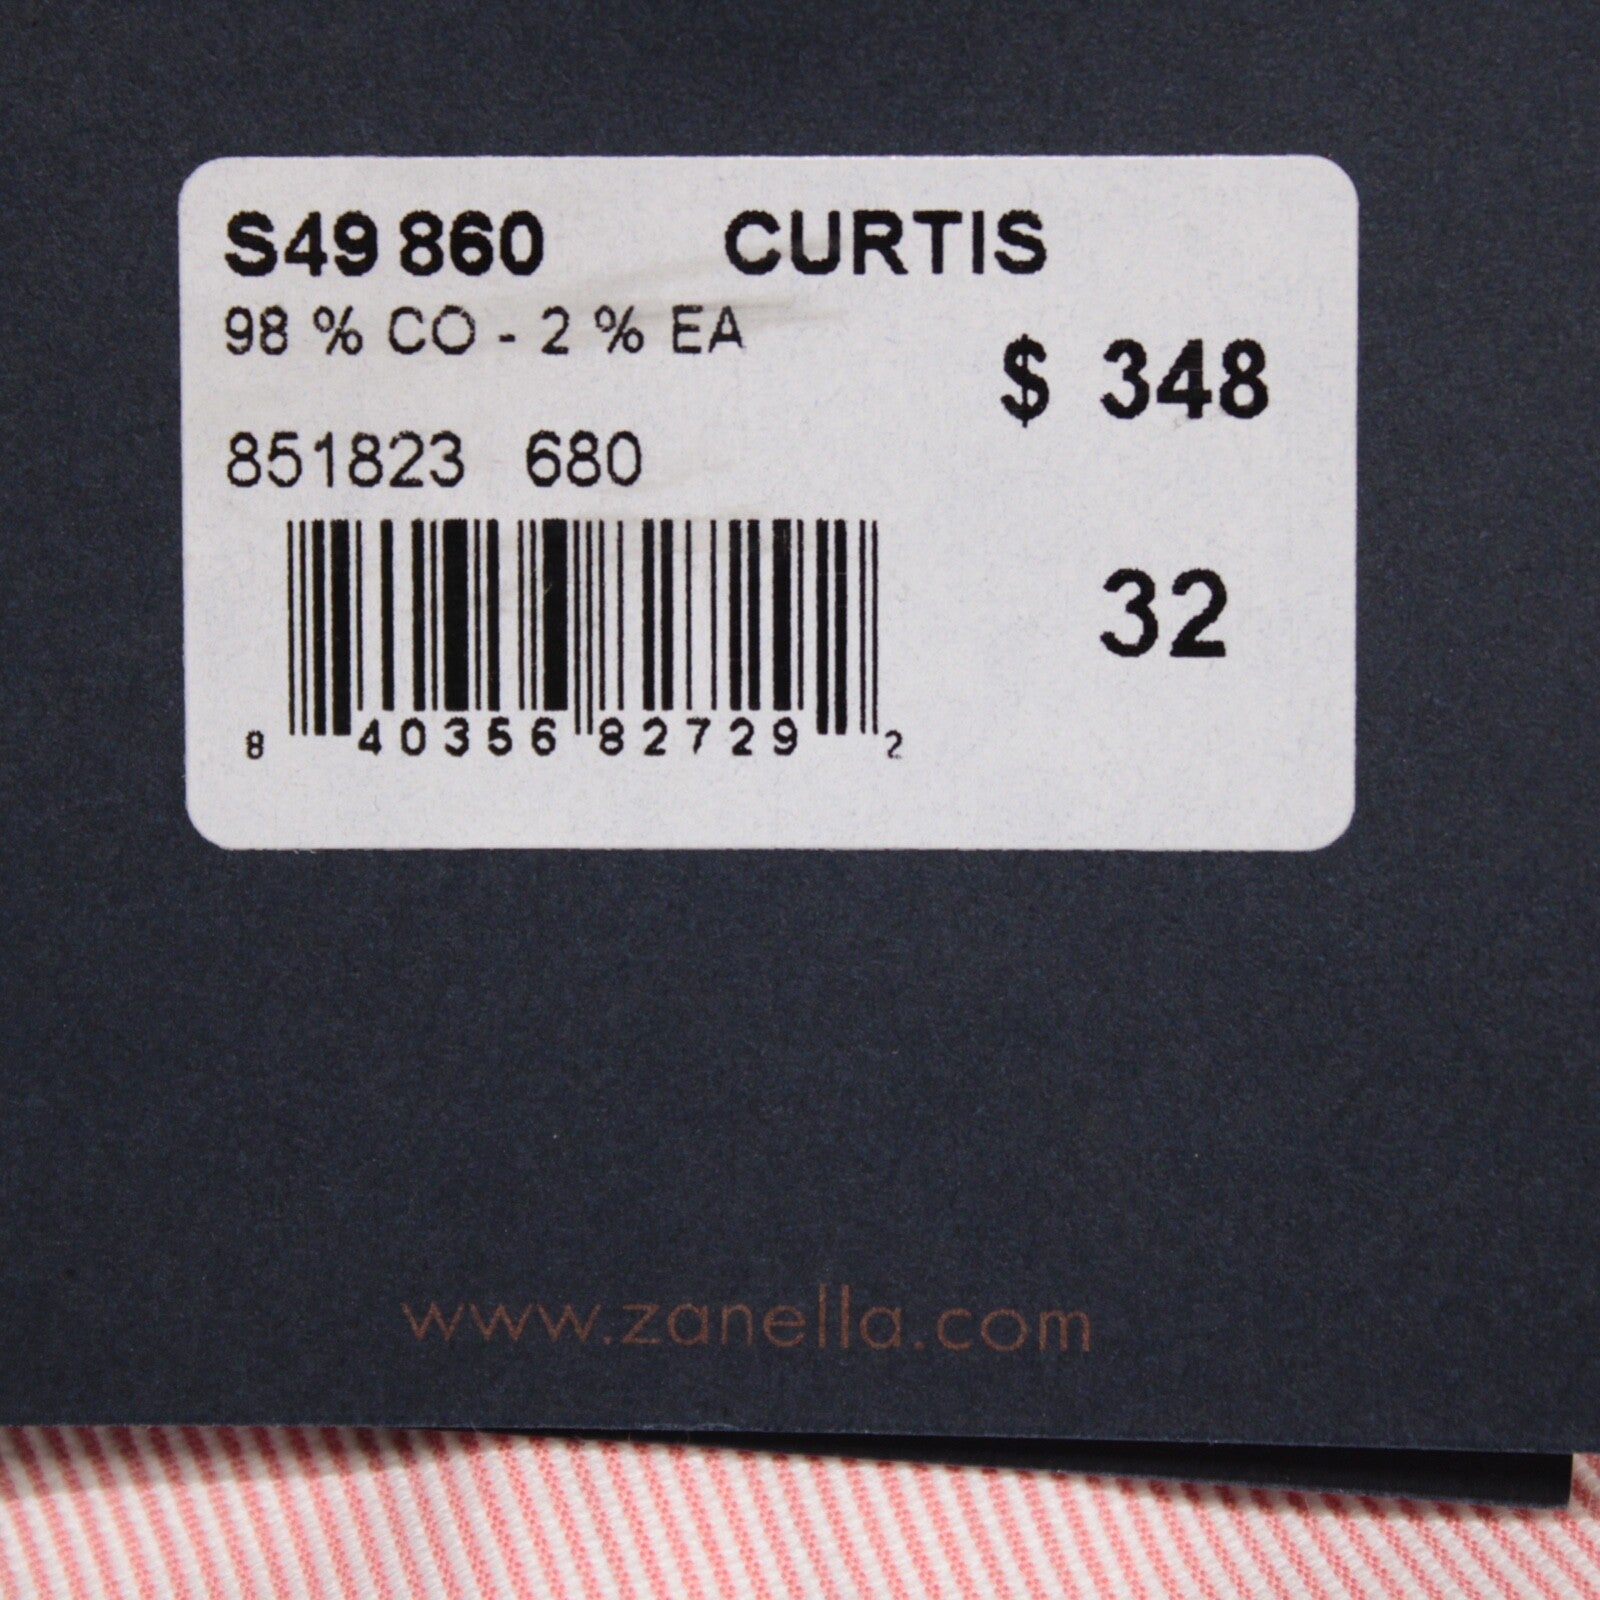 S49 860 CURTIS
98 % CO - 2 % EA
$ 348
851823 680
32
8 40356 82729 2
www.zanella.com